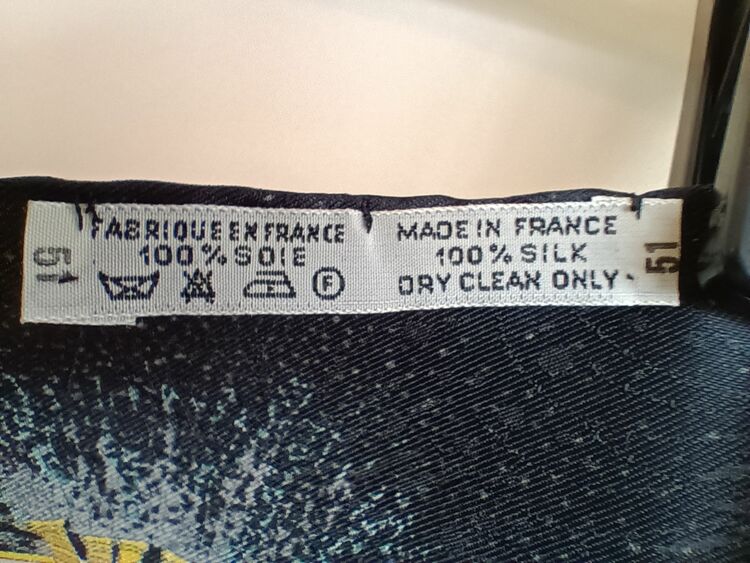 FABRIQUE EN FRANCE
100% SOIE
F
MADE IN FRANCE
100% SILK
DRY CLEAN ONLY
51
51